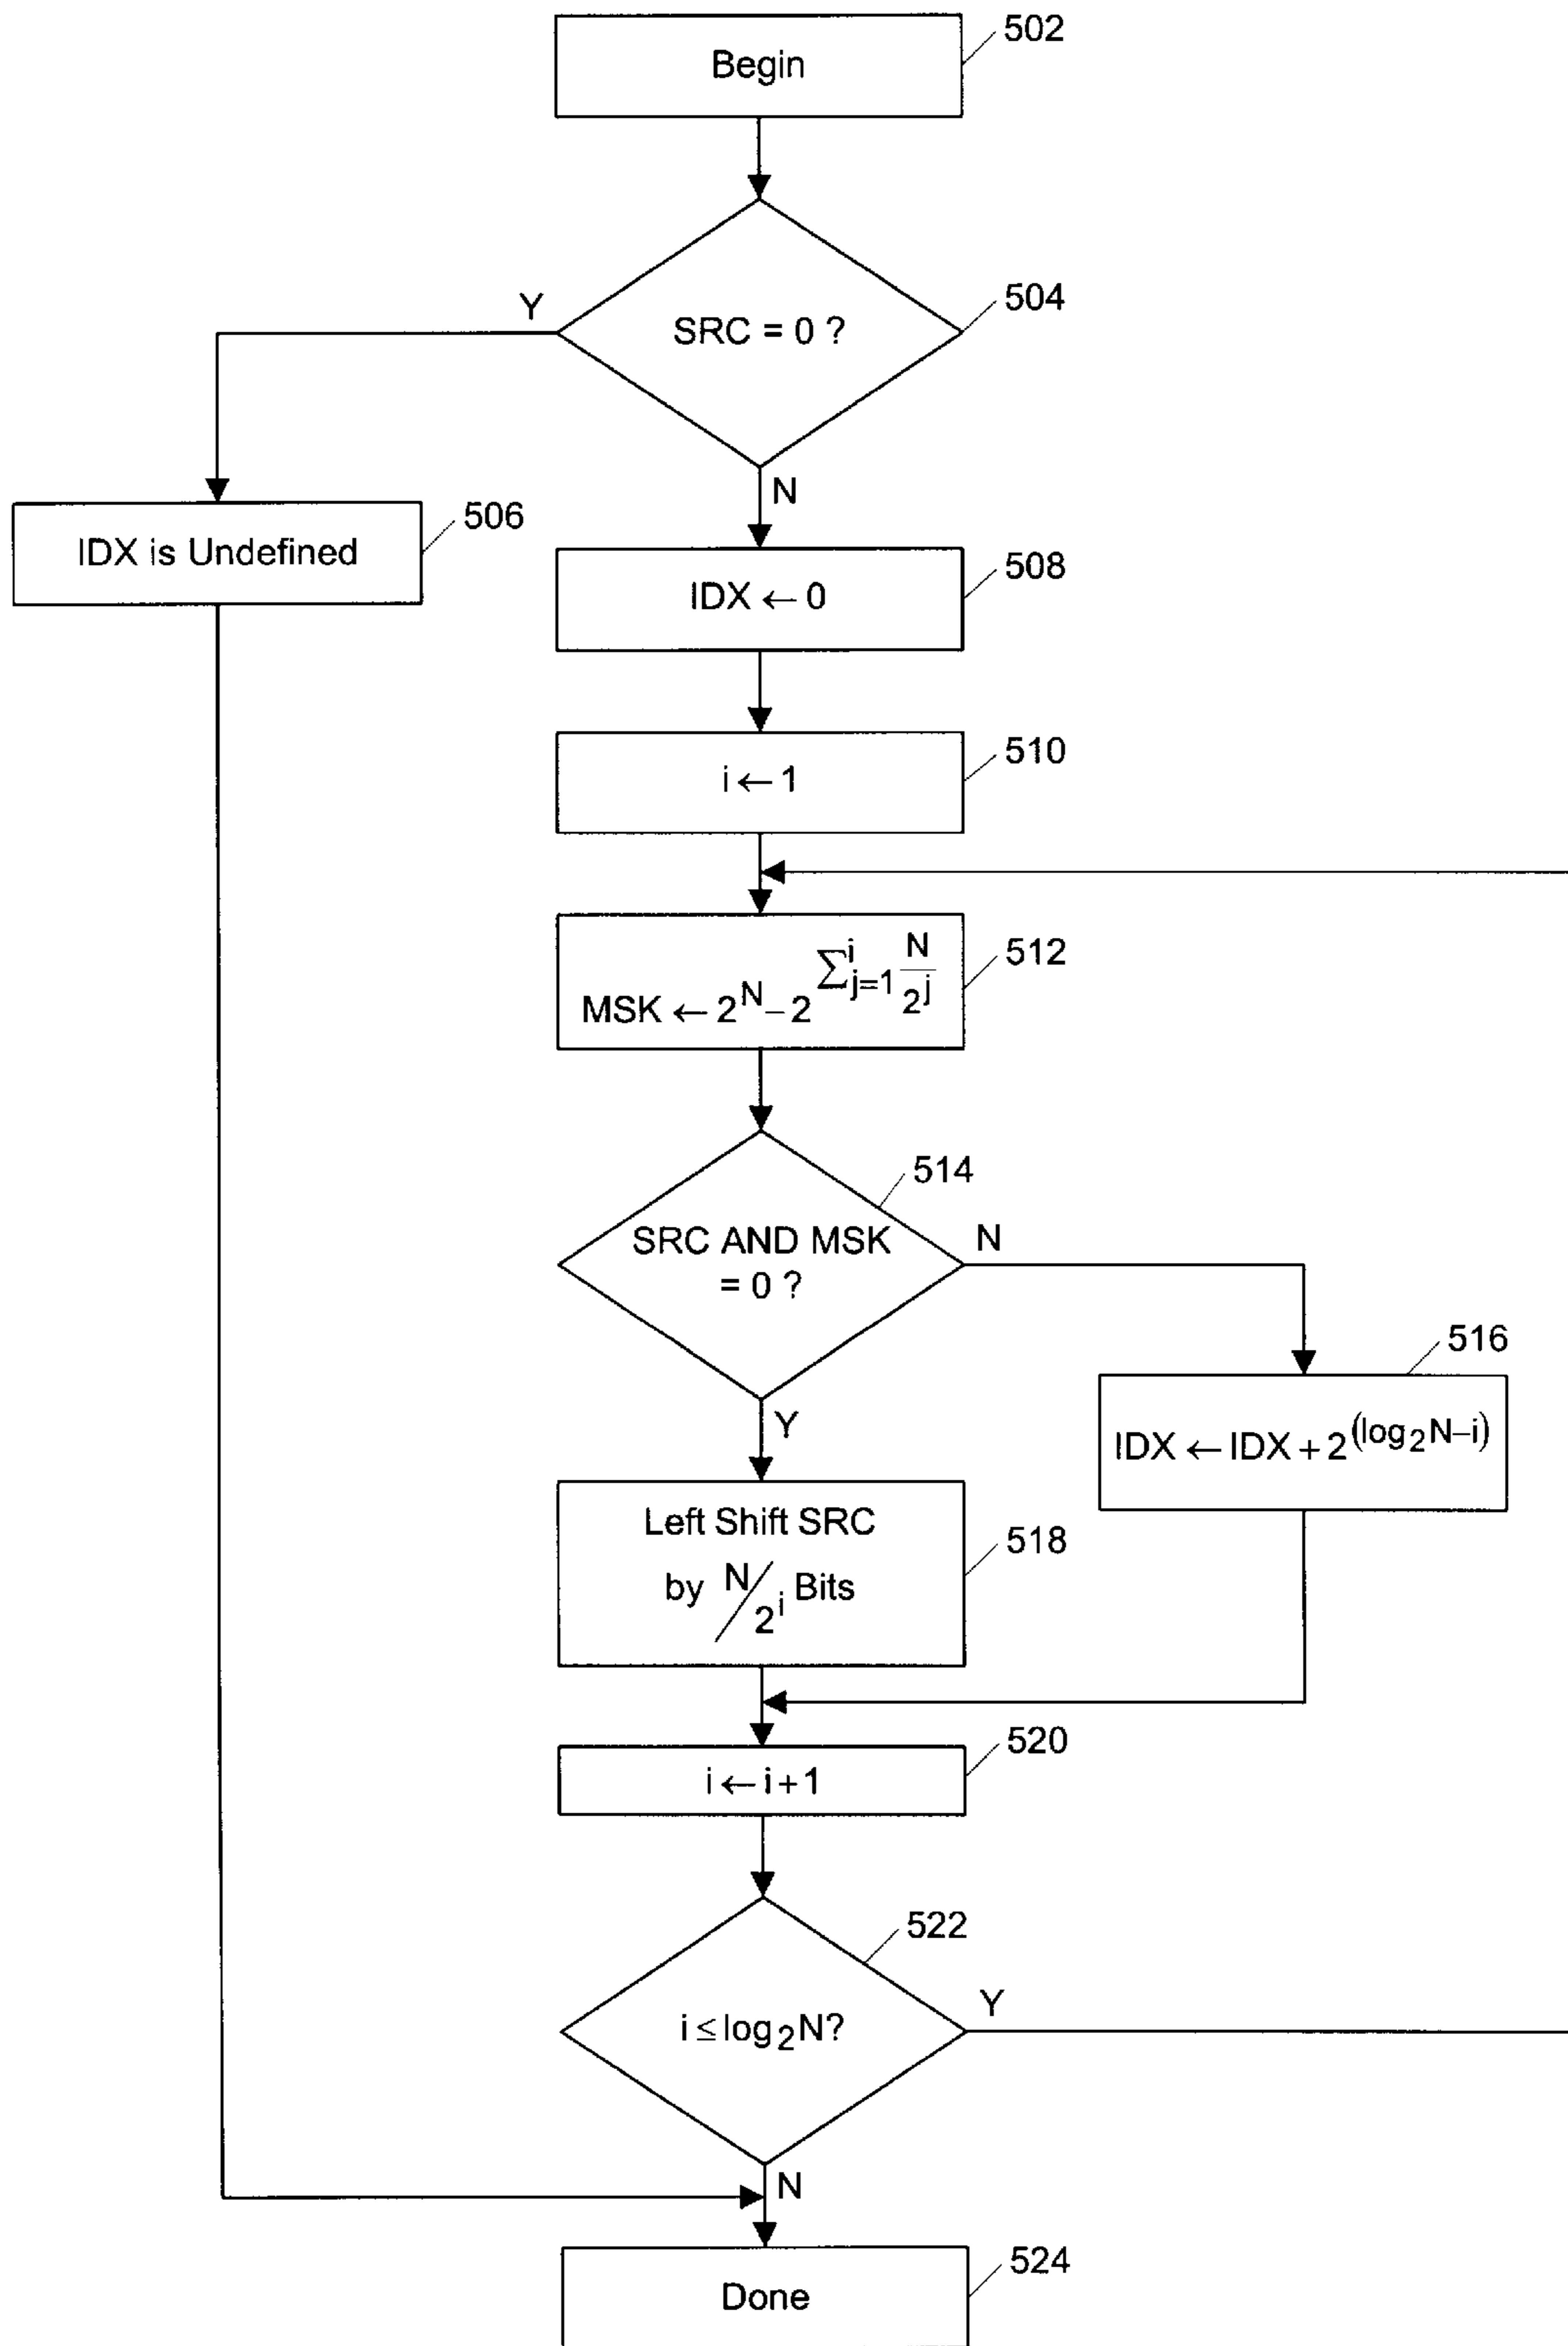 Begin
502
SRC = 0 ?
504
Y
N
IDX is Undefined
506
IDX ← 0
508
i ← 1
510
MSK ← 2^N – 2^{∑_{j=1}^{i} N/2^j}
512
SRC AND MSK
= 0 ?
514
N
Y
IDX ← IDX + 2^(log₂N–i)
516
Left Shift SRC
by N/2^i Bits
518
i ← i + 1
520
i ≤ log₂N?
522
Y
N
Done
524